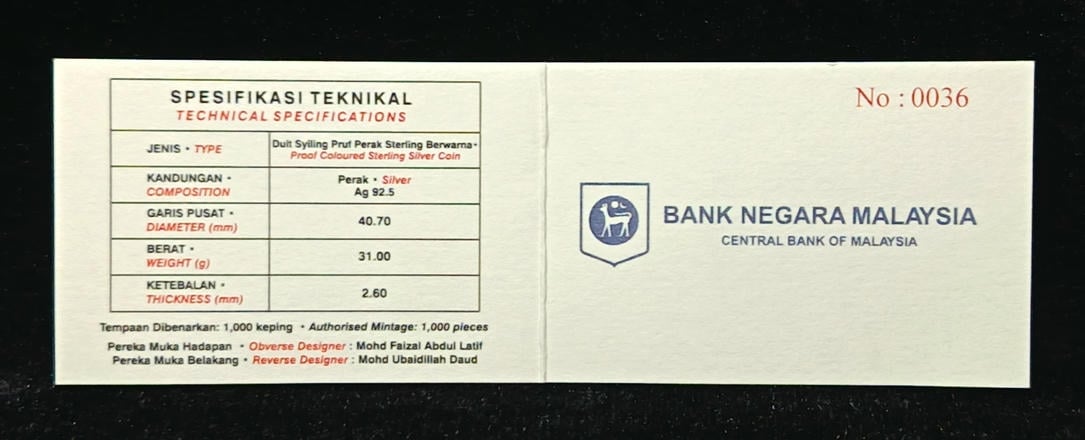 SPESIFIKASI TEKNIKAL
TECHNICAL SPECIFICATIONS
JENIS • TYPE
Duit Syiling Pruf Perak Sterling Berwarna •
Proof Coloured Sterling Silver Coin
KANDUNGAN •
COMPOSITION
Perak • Silver
Ag 92.5
GARIS PUSAT •
DIAMETER (mm)
40.70
BERAT •
WEIGHT (g)
31.00
KETEBALAN •
THICKNESS (mm)
2.60
Tempaan Dibenarkan: 1,000 keping • Authorised Mintage: 1,000 pieces
Pereka Muka Hadapan • Obverse Designer : Mohd Faizal Abdul Latif
Pereka Muka Belakang • Reverse Designer : Mohd Ubaidillah Daud
No : 0036
BANK NEGARA MALAYSIA
CENTRAL BANK OF MALAYSIA